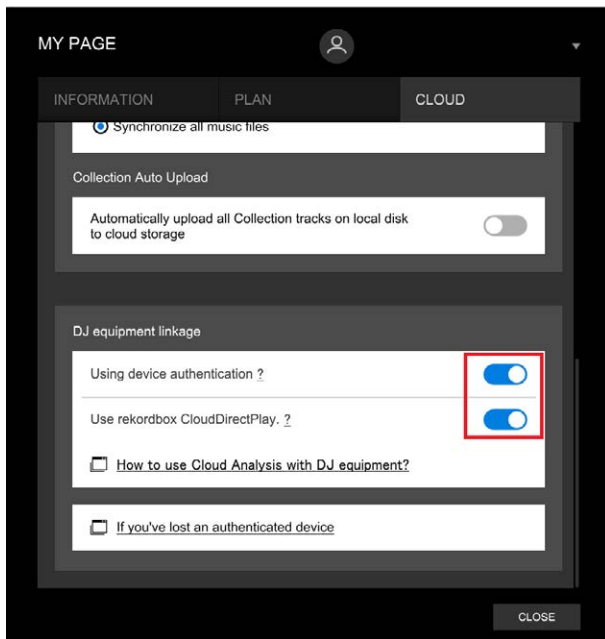 MY PAGE
INFORMATION PLAN CLOUD
Synchronize all music files
Collection Auto Upload
Automatically upload all Collection tracks on local disk
to cloud storage
DJ equipment linkage
Using device authentication ?
Use rekordbox CloudDirectPlay. ?
How to use Cloud Analysis with DJ equipment?
If you've lost an authenticated device
CLOSE